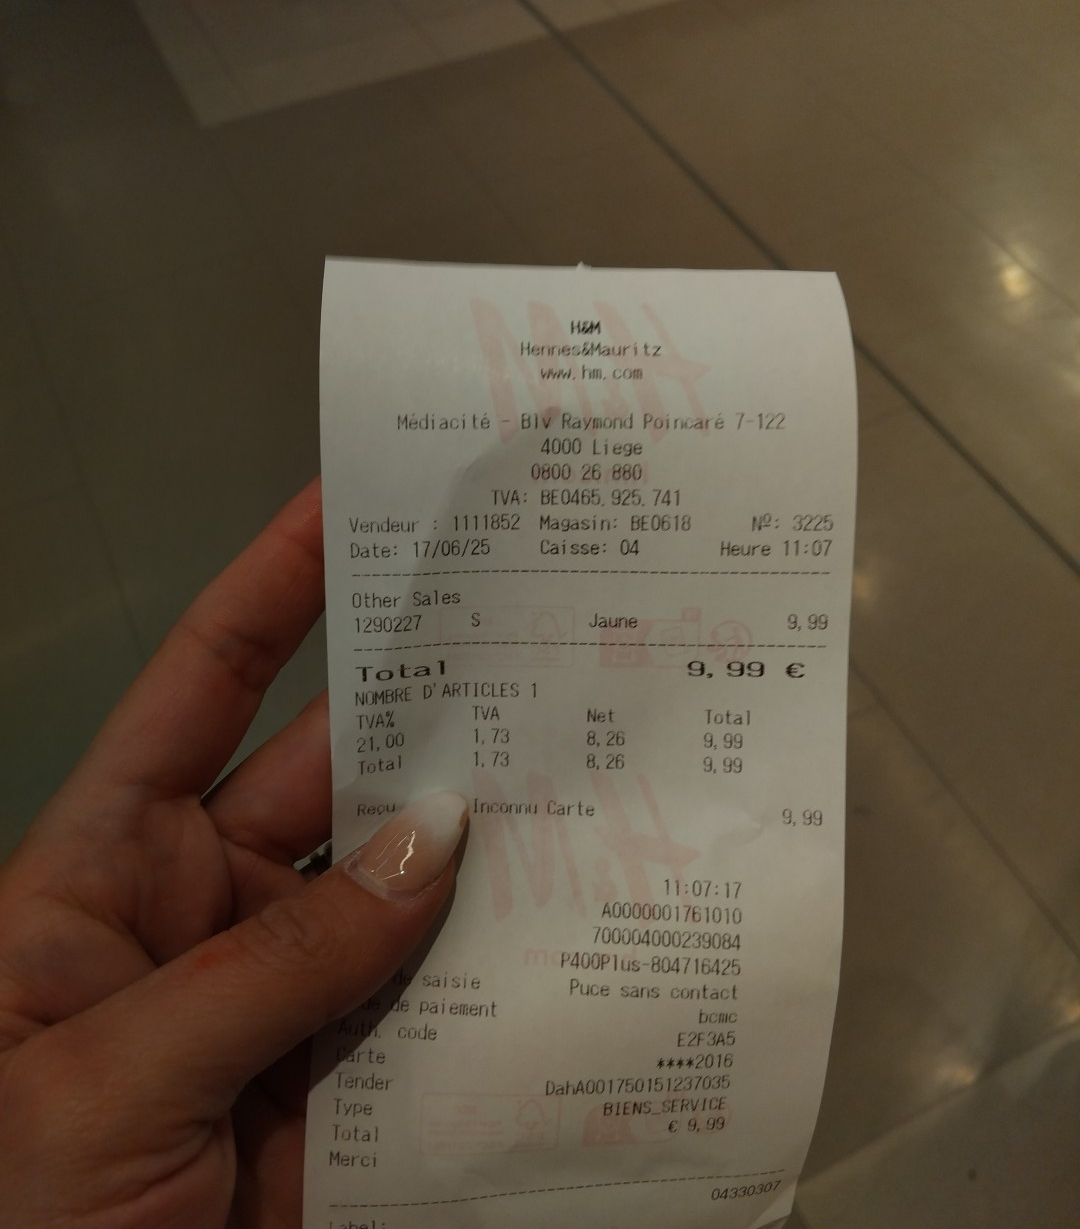 H&M
Hennes&Mauritz
www.hm.com
Médiacité - Blv Raymond Poincaré 7-122
4000 Liege
0800 26 880
TVA: BE0465.925.741
Vendeur : 1111852 Magasin: BE0618 Nº: 3225
Date: 17/06/25 Caisse: 04 Heure 11:07
Other Sales
1290227 S Jaune 9,99
Total 9,99 €
NOMBRE D'ARTICLES 1
TVA% TVA Net Total
21,00 1,73 8,26 9,99
Total 1,73 8,26 9,99
Reçu Inconnu Carte 9,99
11:07:17
A0000001761010
700004000239084
P400Plus-804716425
de saisie Puce sans contact
de paiement bcmc
Auth. code E2F3A5
Carte ****2016
Tender DahA001750151237035
Type BIENS_SERVICE
Total € 9,99
Merci
04330307
Label: